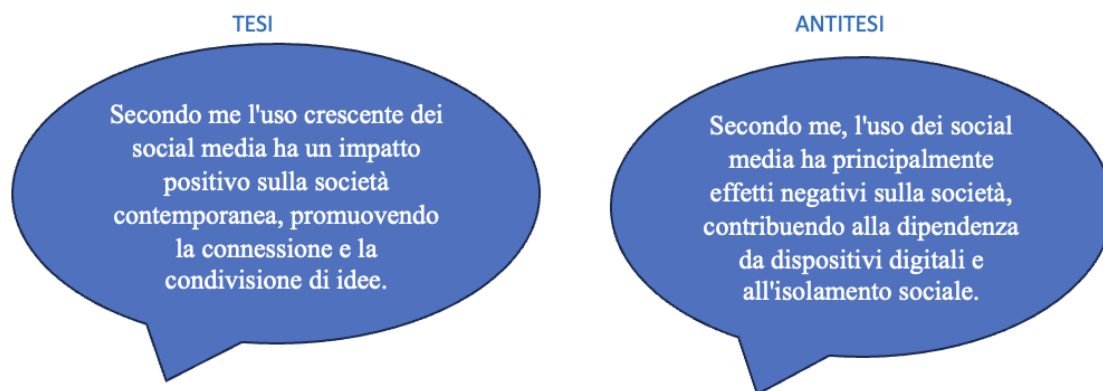 TESI
Secondo me l'uso crescente dei
social media ha un impatto
positivo sulla società
contemporanea, promuovendo
la connessione e la
condivisione di idee.
ANTITESI
Secondo me, l'uso dei social
media ha principalmente
effetti negativi sulla società,
contribuendo alla dipendenza
da dispositivi digitali e
all'isolamento sociale.